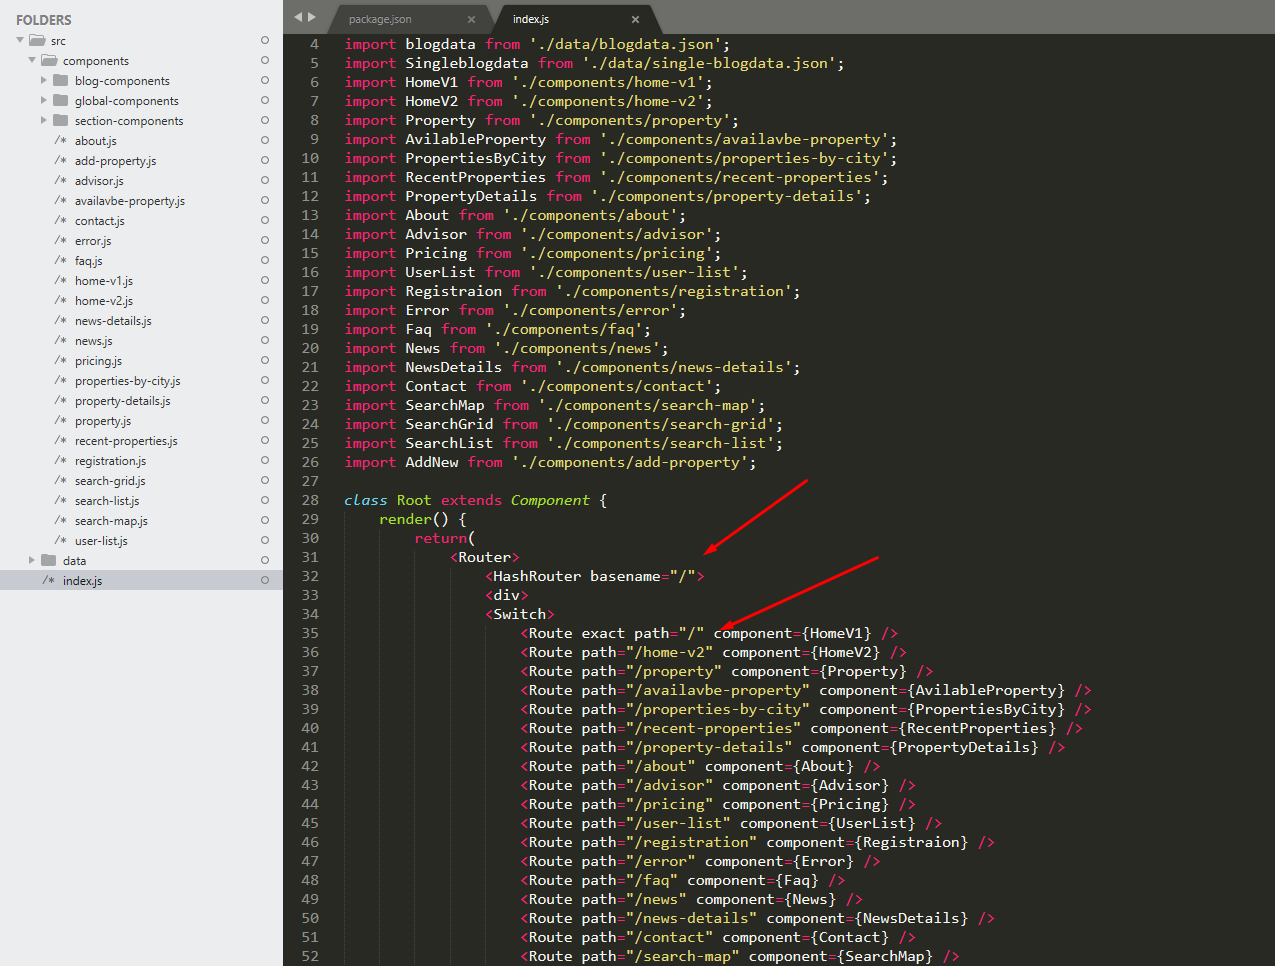 FOLDERS
src
components
blog-components
global-components
section-components
/* about.js
/* add-property.js
/* advisor.js
/* availavbe-property.js
/* contact.js
/* error.js
/* faq.js
/* home-v1.js
/* home-v2.js
/* news-details.js
/* news.js
/* pricing.js
/* properties-by-city.js
/* property-details.js
/* property.js
/* recent-properties.js
/* registration.js
/* search-grid.js
/* search-list.js
/* search-map.js
/* user-list.js
data
/* index.js
package.json ×
index.js ×
4 import blogdata from './data/blogdata.json';
5 import Singleblogdata from './data/single-blogdata.json';
6 import HomeV1 from './components/home-v1';
7 import HomeV2 from './components/home-v2';
8 import Property from './components/property';
9 import AvilableProperty from './components/availavbe-property';
10 import PropertiesByCity from './components/properties-by-city';
11 import RecentProperties from './components/recent-properties';
12 import PropertyDetails from './components/property-details';
13 import About from './components/about';
14 import Advisor from './components/advisor';
15 import Pricing from './components/pricing';
16 import UserList from './components/user-list';
17 import Registraion from './components/registration';
18 import Error from './components/error';
19 import Faq from './components/faq';
20 import News from './components/news';
21 import NewsDetails from './components/news-details';
22 import Contact from './components/contact';
23 import SearchMap from './components/search-map';
24 import SearchGrid from './components/search-grid';
25 import SearchList from './components/search-list';
26 import AddNew from './components/add-property';
27
28 class Root extends Component {
29 render() {
30 return(
31 <Router>
32 <HashRouter basename="/">
33 <div>
34 <Switch>
35 <Route exact path="/" component={HomeV1} />
36 <Route path="/home-v2" component={HomeV2} />
37 <Route path="/property" component={Property} />
38 <Route path="/availavbe-property" component={AvilableProperty} />
39 <Route path="/properties-by-city" component={PropertiesByCity} />
40 <Route path="/recent-properties" component={RecentProperties} />
41 <Route path="/property-details" component={PropertyDetails} />
42 <Route path="/about" component={About} />
43 <Route path="/advisor" component={Advisor} />
44 <Route path="/pricing" component={Pricing} />
45 <Route path="/user-list" component={UserList} />
46 <Route path="/registration" component={Registraion} />
47 <Route path="/error" component={Error} />
48 <Route path="/faq" component={Faq} />
49 <Route path="/news" component={News} />
50 <Route path="/news-details" component={NewsDetails} />
51 <Route path="/contact" component={Contact} />
52 <Route path="/search-map" component={SearchMap} />